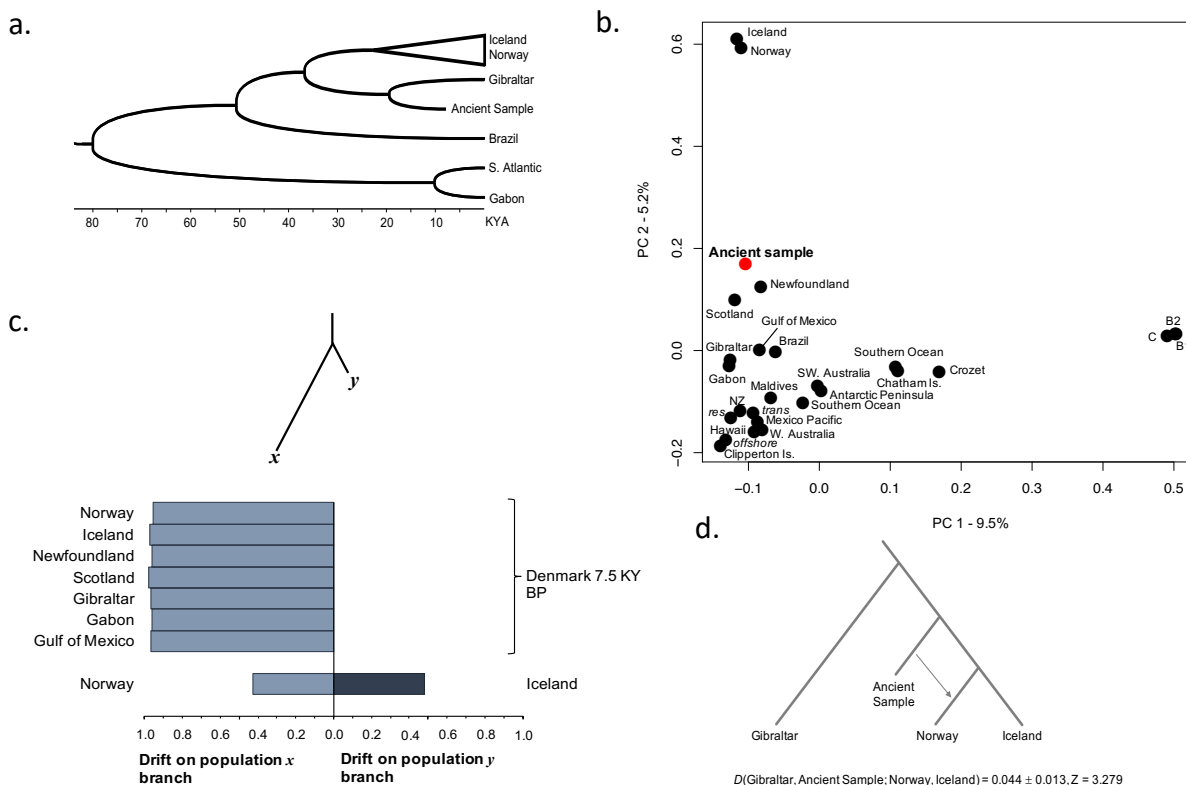 a.
Iceland
Norway
Gibraltar
Ancient Sample
Brazil
S. Atlantic
Gabon
80 70 60 50 40 30 20 10 KYA
b.
Iceland
Norway
Ancient sample
Newfoundland
Scotland
Gulf of Mexico
Gibraltar
Brazil
Gabon
Maldives
SW. Australia
Southern Ocean
Chatham Is.
Crozet
Antarctic Peninsula
Southern Ocean
NZ
res
trans
Mexico Pacific
Hawaii
W. Australia
offshore
Clipperton Is.
B2
C
B1
PC 2 - 5.2%
0.6
0.4
0.2
0.0
−0.2
−0.1 0.0 0.1 0.2 0.3 0.4 0.5
PC 1 - 9.5%
c.
y
x
Norway
Iceland
Newfoundland
Scotland
Gibraltar
Gabon
Gulf of Mexico
Denmark 7.5 KY
BP
Norway
Iceland
1.0 0.8 0.6 0.4 0.2 0.0 0.2 0.4 0.6 0.8 1.0
Drift on population x
branch
Drift on population y
branch
d.
Ancient
Sample
Gibraltar
Norway
Iceland
D(Gibraltar, Ancient Sample; Norway, Iceland) = 0.044 ± 0.013, Z = 3.279